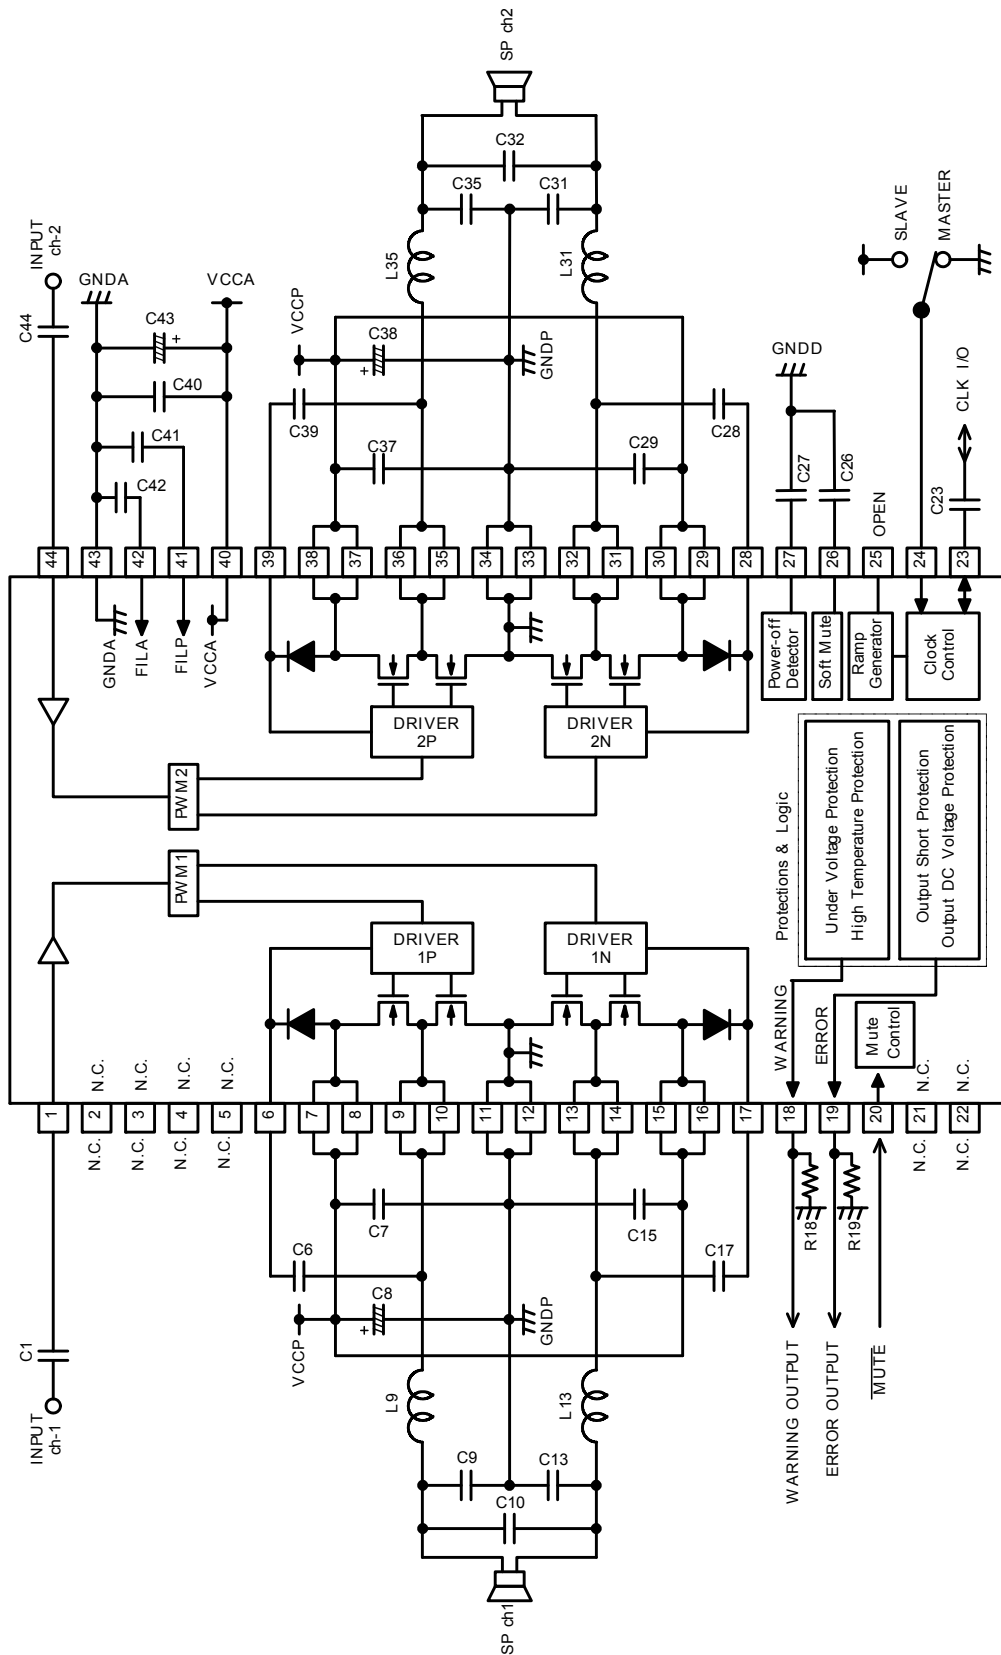 SP ch2
C32
C35
C31
L35
L31
SLAVE
MASTER
INPUT
ch-2
C44
GNDA
VCCA
C43
+
C40
C41
C42
VCCP
C38
+
GNDP
C39
C37
C29
C28
GNDD
C27
C26
OPEN
CLK I/O
C23
44
43
42
41
40
39
38
37
36
35
34
33
32
31
30
29
28
27
26
25
24
23
GNDA
FILA
FILP
VCCA
Power-off
Detector
Soft Mute
Ramp
Generator
Clock
Control
DRIVER
2P
DRIVER
2N
PWM2
PWM1
DRIVER
1P
DRIVER
1N
Protections & Logic
Under Voltage Protection
High Temperature Protection
Output Short Protection
Output DC Voltage Protection
WARNING
ERROR
Mute
Control
N.C.
N.C.
N.C.
N.C.
N.C.
N.C.
1
2
3
4
5
6
7
8
9
10
11
12
13
14
15
16
17
18
19
20
21
22
N.C.
N.C.
N.C.
N.C.
N.C.
N.C.
R18
R19
C7
C15
C6
C17
C8
+
VCCP
GNDP
C1
INPUT
ch-1
L9
L13
C9
C13
C10
WARNING OUTPUT
ERROR OUTPUT
MUTE
SP ch1